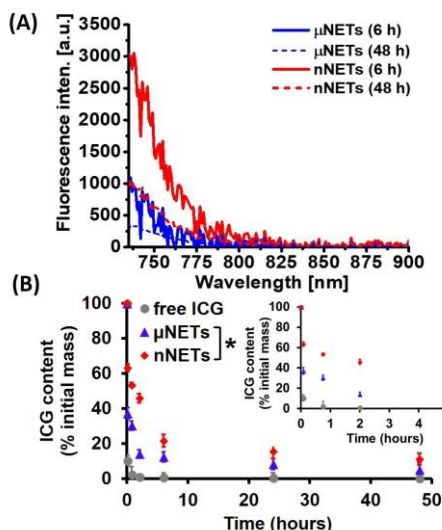 (A)
Fluorescence inten. [a.u.]
3500
3000
2500
2000
1500
1000
500
0
μNETs (6 h)
μNETs (48 h)
nNETs (6 h)
nNETs (48 h)
750 775 800 825 850 875 900
Wavelength [nm]
(B)
ICG content
(% initial mass)
100
80
60
40
20
0
free ICG
μNETs
nNETs
*
ICG content
(% initial mass)
100
80
60
40
20
0
0 1 2 3 4
Time (hours)
0 10 20 30 40 50
Time (hours)